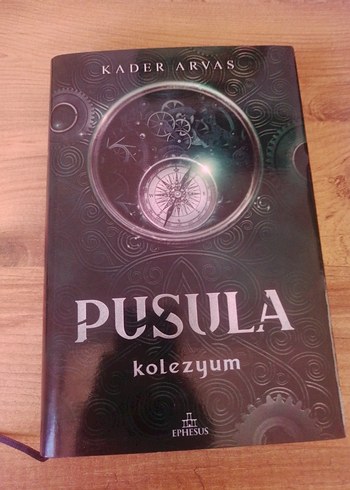 KADER ARVAS
PUSULA
kolezyum
EPHESUS